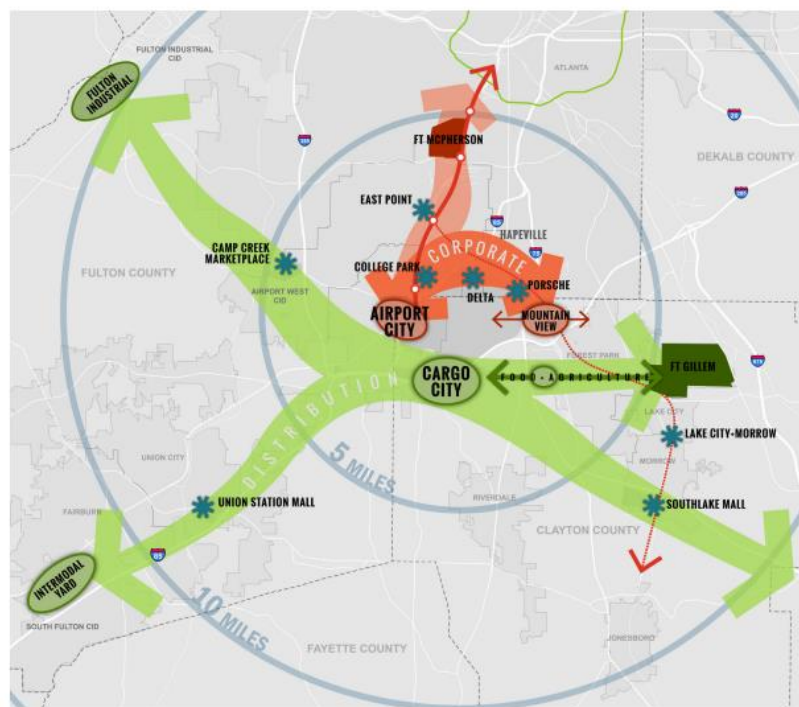 FULTON INDUSTRIAL
CID
FULTON
INDUSTRIAL
ATLANTA
FT MCPHERSON
DEKALB COUNTY
EAST POINT
HAPEVILLE
CORPORATE
CAMP CREEK
MARKETPLACE
FULTON COUNTY
COLLEGE PARK
AIRPORT WEST
CID
DELTA
PORSCHE
AIRPORT
CITY
MOUNTAIN
VIEW
FOREST PARK
FT GILLEM
CARGO
CITY
FOOD + AGRICULTURE
DISTRIBUTION
LAKE CITY
LAKE CITY-MORROW
MORROW
5 MILES
UNION CITY
UNION STATION MALL
RIVERDALE
SOUTHLAKE MALL
FAIRBURN
CLAYTON COUNTY
85
INTERMODAL
YARD
10 MILES
SOUTH FULTON CID
FAYETTE COUNTY
JONESBORO